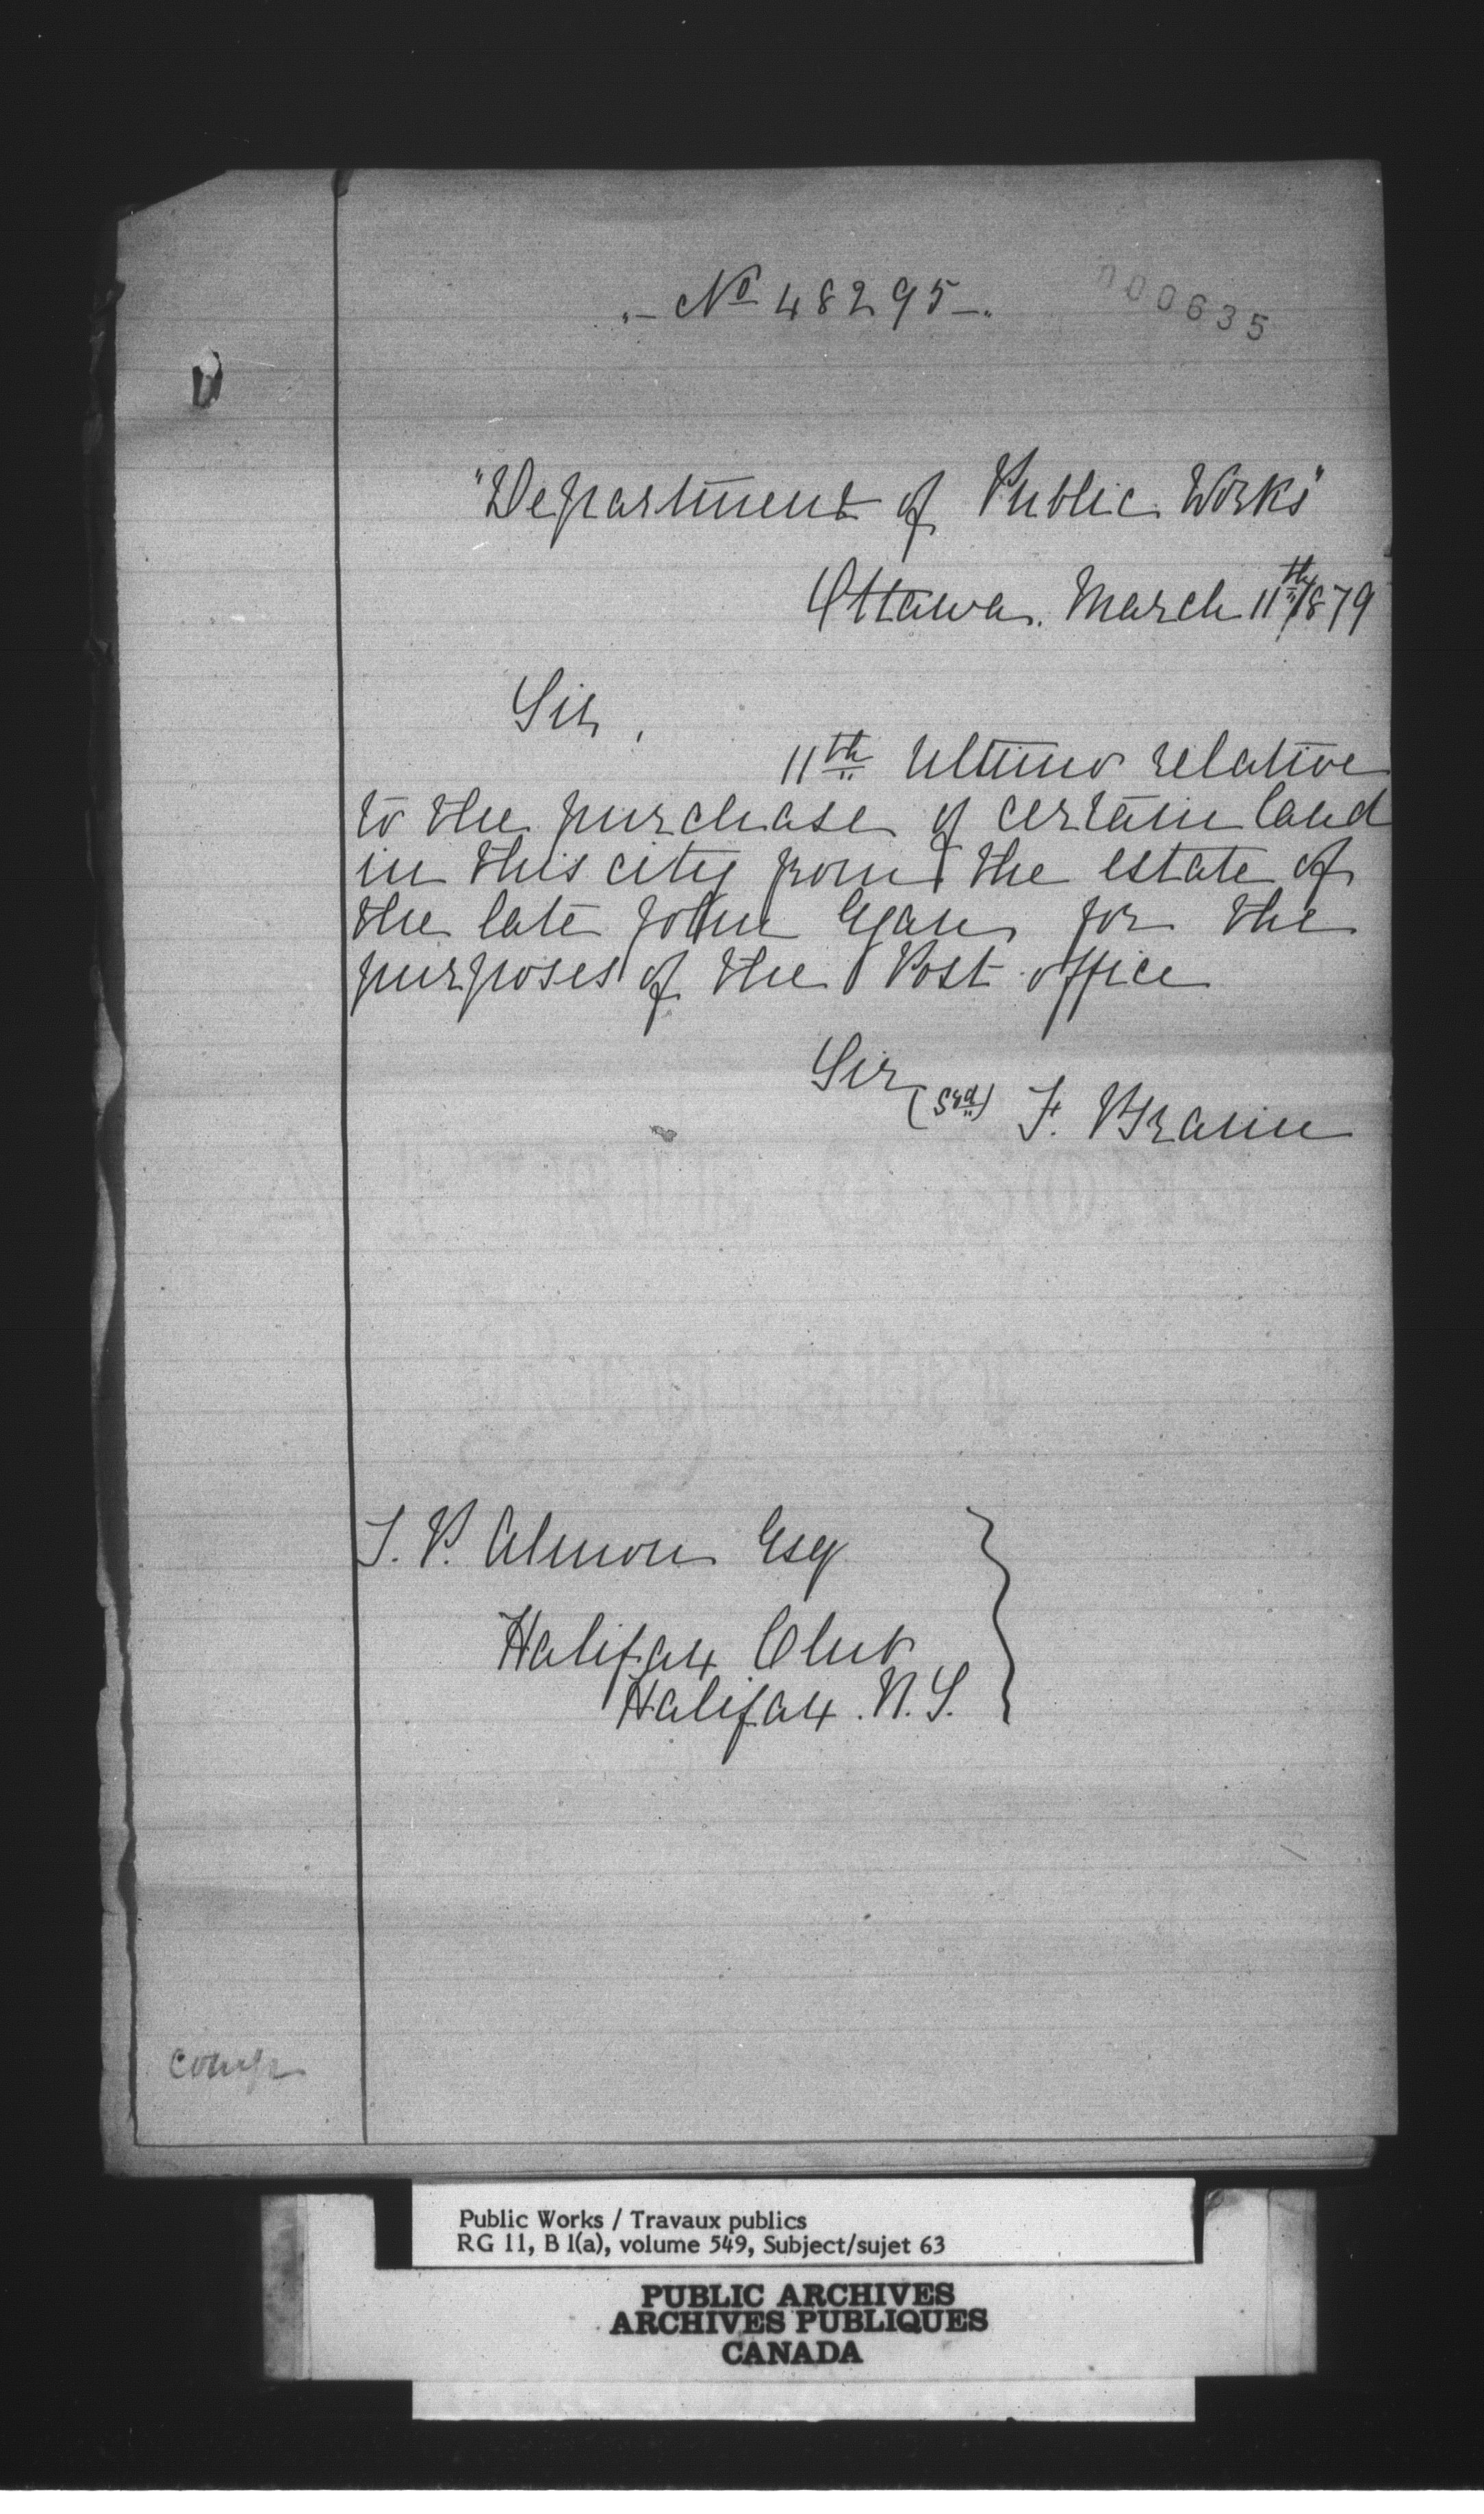 „– No 48295 –„
000635
"Department of Public Works"
Ottawa. March 11th/1879
Sir,
11th Ultimo relative
to the purchase of certain land
in this city from the estate of
the late John Egan for the
purposes of the Post office
Sir
(Sgd) F. Braun
T. P. Almon Esq
Halifax Club
Halifax. N.S.
comp
Public Works / Travaux publics
RG 11, B 1(a), volume 549, Subject/sujet 63
PUBLIC ARCHIVES
ARCHIVES PUBLIQUES
CANADA